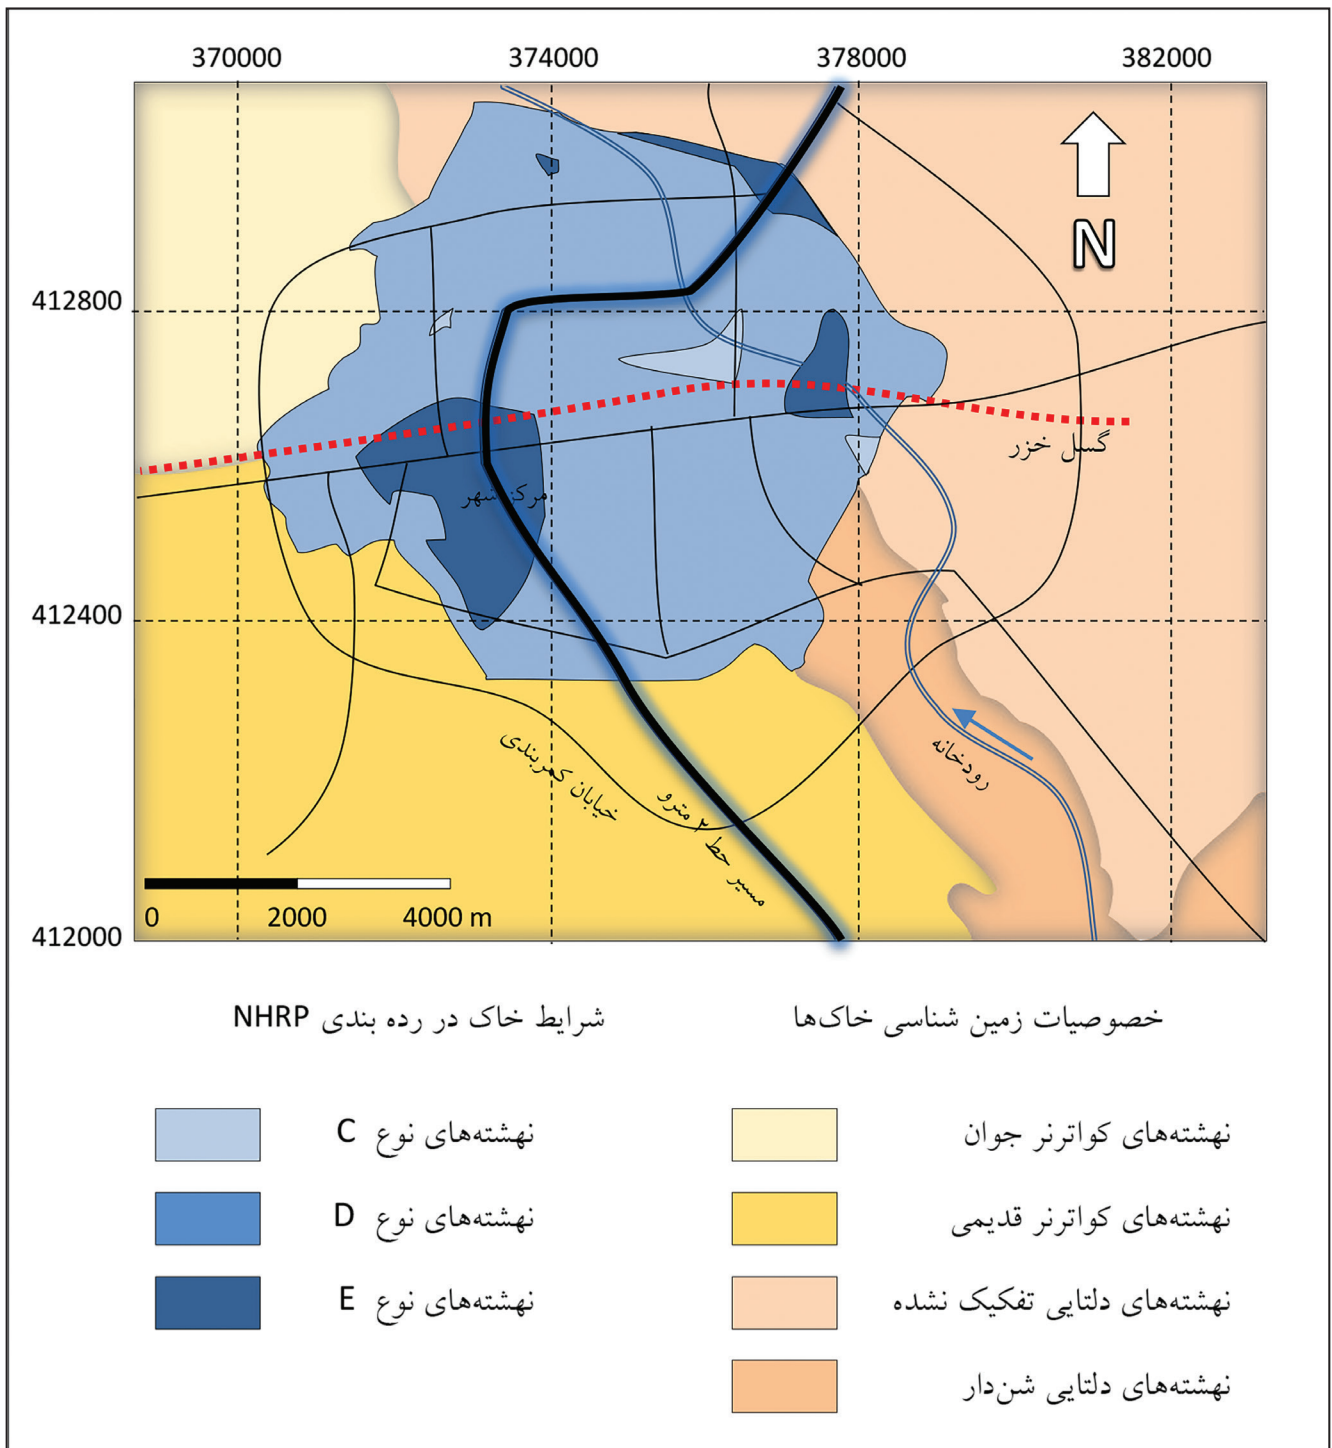 370000 374000 378000 382000
N
412800
گسل خزر
مرکز شهر
412400
رودخانه
خیابان کمربندی
مسیر خط ۲ مترو
0 2000 4000 m
412000
خصوصیات زمین شناسی خاک‌ها
شرایط خاک در رده بندی NHRP
نهشته‌های کواترنر جوان
نهشته‌های نوع C
نهشته‌های کواترنر قدیمی
نهشته‌های نوع D
نهشته‌های دلتایی تفکیک نشده
نهشته‌های نوع E
نهشته‌های دلتایی شن‌دار